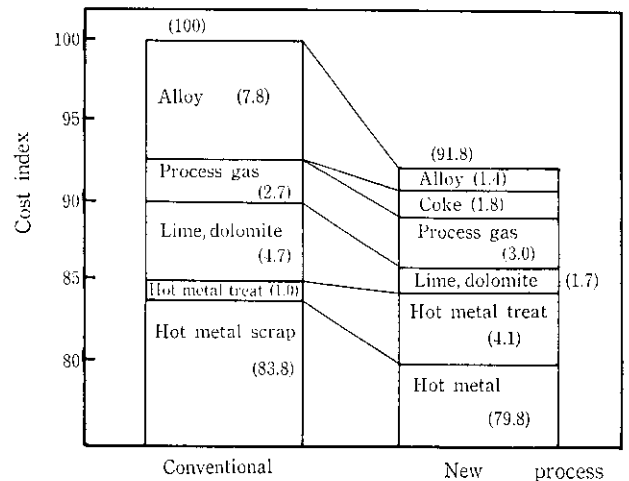 Cost index
100
95
90
85
80
(100)
Alloy (7.8)
Process gas
(2.7)
Lime, dolomite
(4.7)
Hot metal treat (1.0)
Hot metal scrap
(83.8)
Conventional
(91.8)
Alloy (1.4)
Coke (1.8)
Process gas
(3.0)
Lime, dolomite (1.7)
Hot metal treat
(4.1)
Hot metal
(79.8)
New process